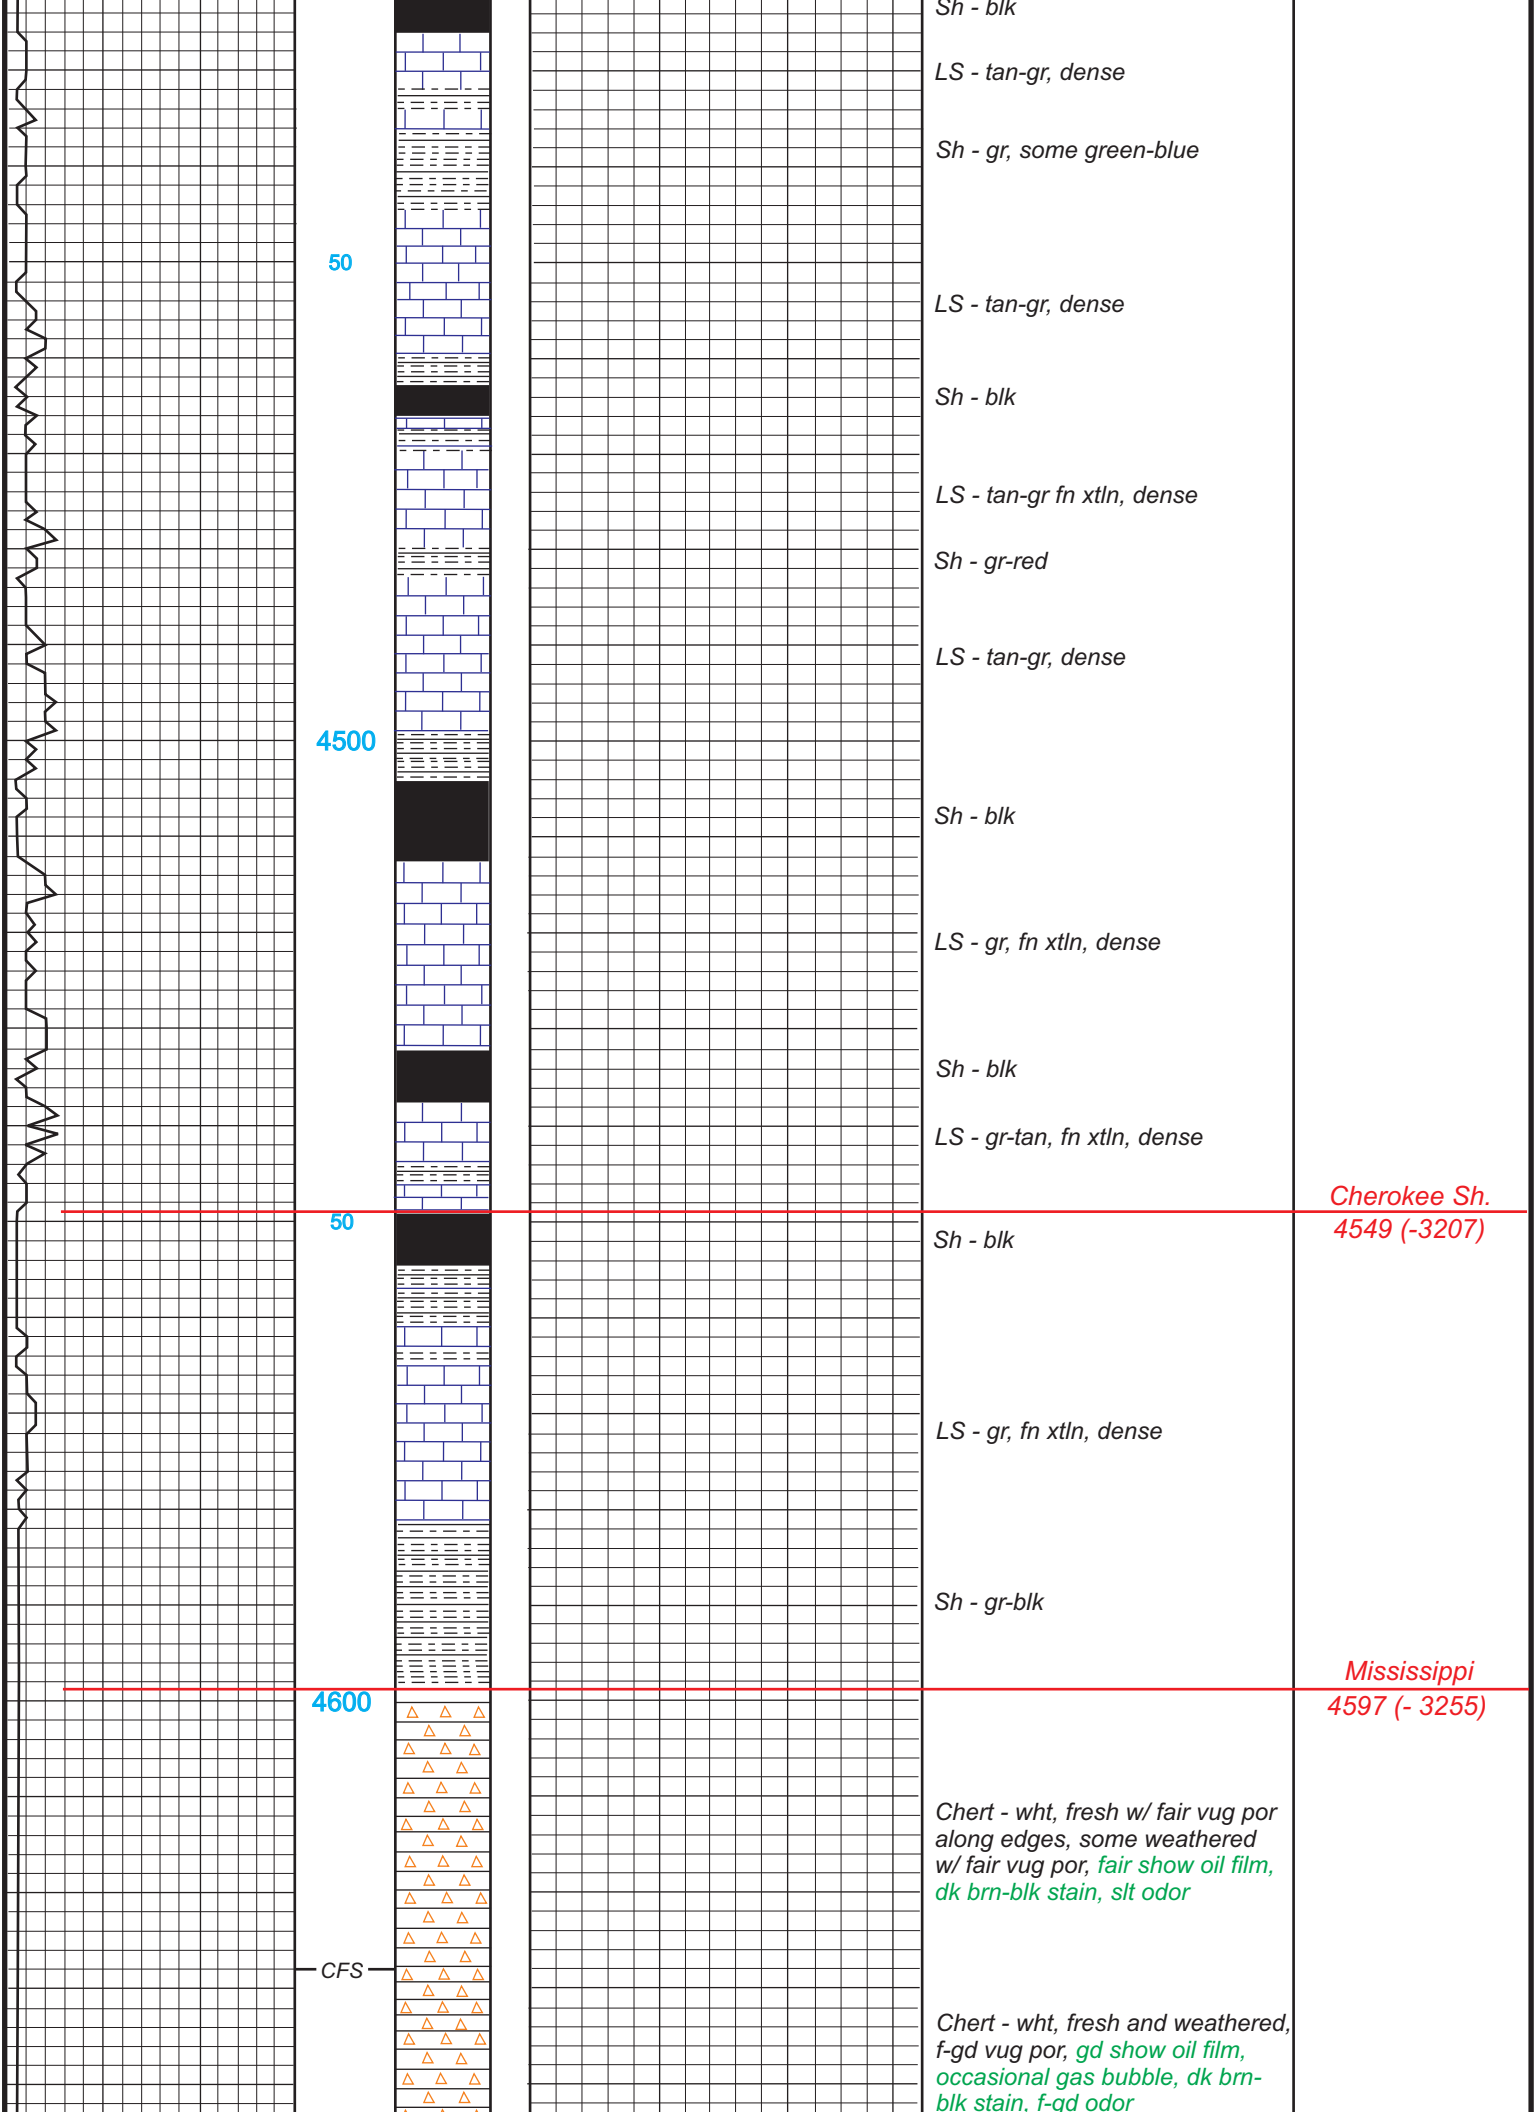 Sh - blk
LS - tan-gr, dense
Sh - gr, some green-blue
50
LS - tan-gr, dense
Sh - blk
LS - tan-gr fn xtln, dense
Sh - gr-red
LS - tan-gr, dense
4500
Sh - blk
LS - gr, fn xtln, dense
Sh - blk
LS - gr-tan, fn xtln, dense
Cherokee Sh.
50
4549 (-3207)
Sh - blk
LS - gr, fn xtln, dense
Sh - gr-blk
Mississippi
4600
4597 (- 3255)
Chert - wht, fresh w/ fair vug por
along edges, some weathered
w/ fair vug por, fair show oil film,
dk brn-blk stain, slt odor
CFS
Chert - wht, fresh and weathered,
f-gd vug por, gd show oil film,
occasional gas bubble, dk brn-
blk stain, f-gd odor